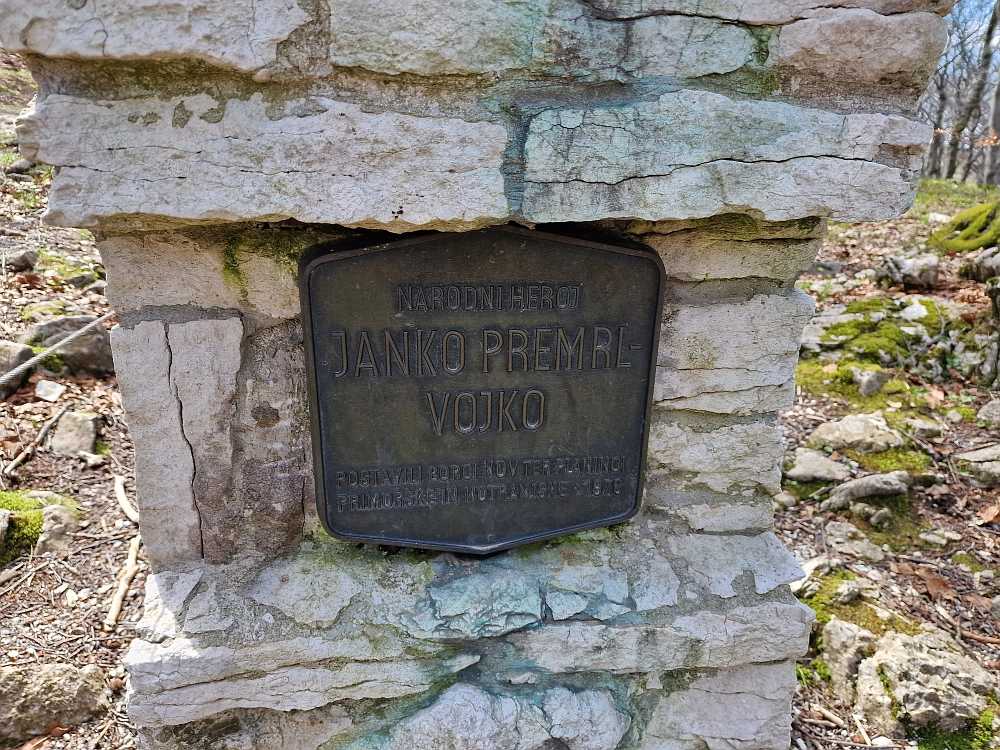 NARODNI HEROJ
JANKO PREMRL-
VOJKO
POSTAVILI BORCI NOV TER PLANINCI
PRIMORSKE IN NOTRANJSKE - 1976